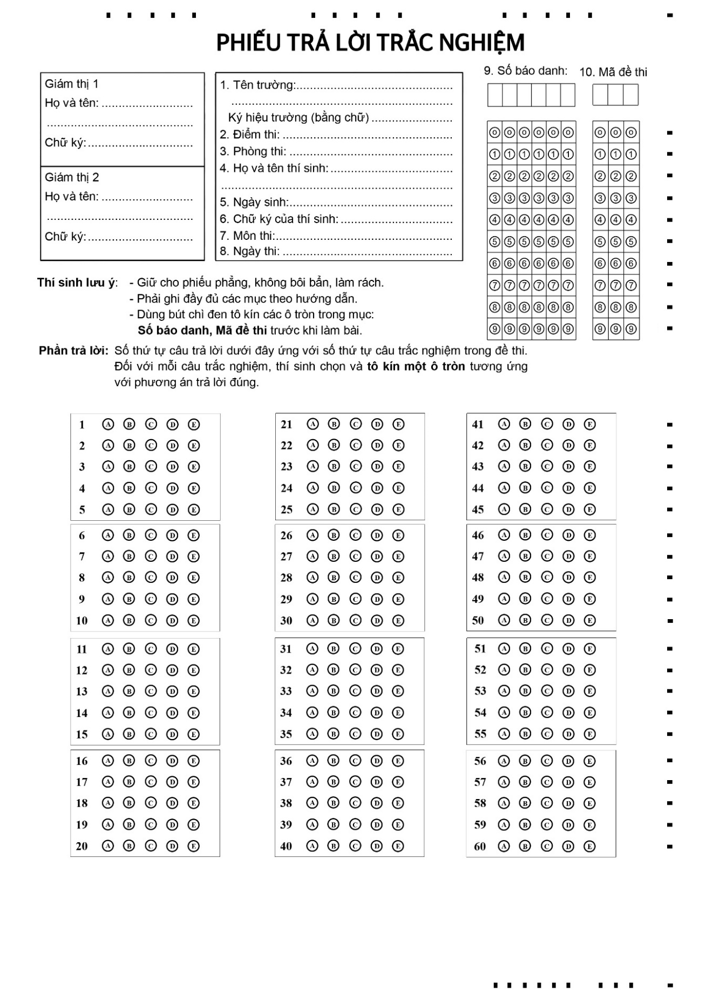 PHIẾU TRẢ LỜI TRẮC NGHIỆM
Giám thị 1
Họ và tên: ...........................
...........................................
Chữ ký:...............................
Giám thị 2
Họ và tên: ...........................
...........................................
Chữ ký:...............................
1. Tên trường:..............................................
.................................................................
Ký hiệu trường (bằng chữ)........................
2. Điểm thi: ..................................................
3. Phòng thi: ................................................
4. Họ và tên thí sinh:....................................
....................................................................
5. Ngày sinh:................................................
6. Chữ ký của thí sinh:.................................
7. Môn thi:....................................................
8. Ngày thi: ..................................................
9. Số báo danh: 10. Mã đề thi
0 0 0 0 0 0 0 0 0
1 1 1 1 1 1 1 1 1
2 2 2 2 2 2 2 2 2
3 3 3 3 3 3 3 3 3
4 4 4 4 4 4 4 4 4
5 5 5 5 5 5 5 5 5
6 6 6 6 6 6 6 6 6
7 7 7 7 7 7 7 7 7
8 8 8 8 8 8 8 8 8
9 9 9 9 9 9 9 9 9
Thí sinh lưu ý: - Giữ cho phiếu phẳng, không bôi bẩn, làm rách.
- Phải ghi đầy đủ các mục theo hướng dẫn.
- Dùng bút chì đen tô kín các ô tròn trong mục:
Số báo danh, Mã đề thi trước khi làm bài.
Phần trả lời: Số thứ tự câu trả lời dưới đây ứng với số thứ tự câu trắc nghiệm trong đề thi.
Đối với mỗi câu trắc nghiệm, thí sinh chọn và tô kín một ô tròn tương ứng
với phương án trả lời đúng.
1 A B C D E 21 A B C D E 41 A B C D E
2 A B C D E 22 A B C D E 42 A B C D E
3 A B C D E 23 A B C D E 43 A B C D E
4 A B C D E 24 A B C D E 44 A B C D E
5 A B C D E 25 A B C D E 45 A B C D E
6 A B C D E 26 A B C D E 46 A B C D E
7 A B C D E 27 A B C D E 47 A B C D E
8 A B C D E 28 A B C D E 48 A B C D E
9 A B C D E 29 A B C D E 49 A B C D E
10 A B C D E 30 A B C D E 50 A B C D E
11 A B C D E 31 A B C D E 51 A B C D E
12 A B C D E 32 A B C D E 52 A B C D E
13 A B C D E 33 A B C D E 53 A B C D E
14 A B C D E 34 A B C D E 54 A B C D E
15 A B C D E 35 A B C D E 55 A B C D E
16 A B C D E 36 A B C D E 56 A B C D E
17 A B C D E 37 A B C D E 57 A B C D E
18 A B C D E 38 A B C D E 58 A B C D E
19 A B C D E 39 A B C D E 59 A B C D E
20 A B C D E 40 A B C D E 60 A B C D E